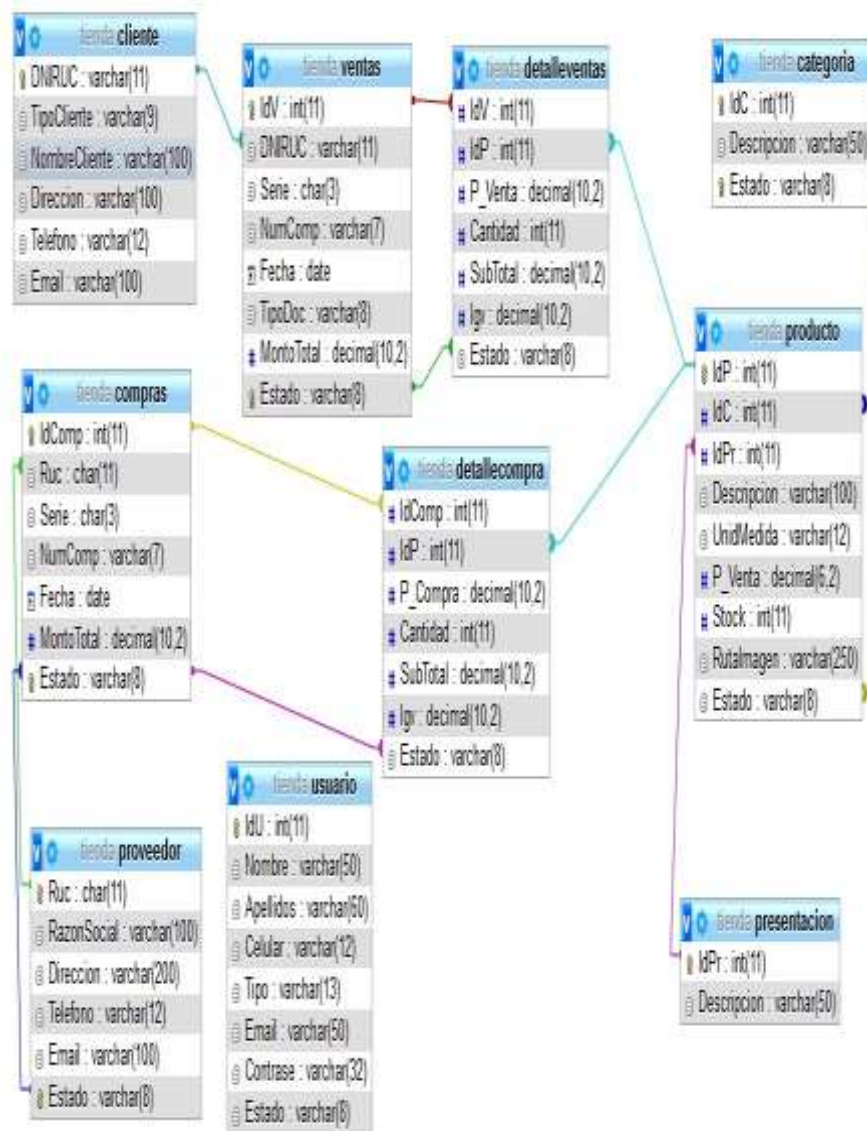 tienda cliente
DNIRUC : varchar(11)
TipoCliente : varchar(9)
NombreCliente : varchar(100)
Direccion : varchar(100)
Telefono : varchar(12)
Email : varchar(100)
tienda ventas
IdV : int(11)
DNIRUC : varchar(11)
Serie : char(3)
NumComp : varchar(7)
Fecha : date
TipoDoc : varchar(8)
MontoTotal : decimal(10,2)
Estado : varchar(8)
tienda detalleventas
IdV : int(11)
IdP : int(11)
P_Venta : decimal(10,2)
Cantidad : int(11)
SubTotal : decimal(10,2)
Igv : decimal(10,2)
Estado : varchar(8)
tienda categoria
IdC : int(11)
Descripcion : varchar(50)
Estado : varchar(8)
tienda compras
IdComp : int(11)
Ruc : char(11)
Serie : char(3)
NumComp : varchar(7)
Fecha : date
MontoTotal : decimal(10,2)
Estado : varchar(8)
tienda detallecompra
IdComp : int(11)
IdP : int(11)
P_Compra : decimal(10,2)
Cantidad : int(11)
SubTotal : decimal(10,2)
Igv : decimal(10,2)
Estado : varchar(8)
tienda producto
IdP : int(11)
IdC : int(11)
IdPr : int(11)
Descripcion : varchar(100)
UnidMedida : varchar(12)
P_Venta : decimal(6,2)
Stock : int(11)
RutaImagen : varchar(250)
Estado : varchar(8)
tienda proveedor
Ruc : char(11)
RazonSocial : varchar(100)
Direccion : varchar(200)
Telefono : varchar(12)
Email : varchar(100)
Estado : varchar(8)
tienda usuario
IdU : int(11)
Nombre : varchar(50)
Apellidos : varchar(60)
Celular : varchar(12)
Tipo : varchar(13)
Email : varchar(50)
Contrase : varchar(32)
Estado : varchar(8)
tienda presentacion
IdPr : int(11)
Descripcion : varchar(50)